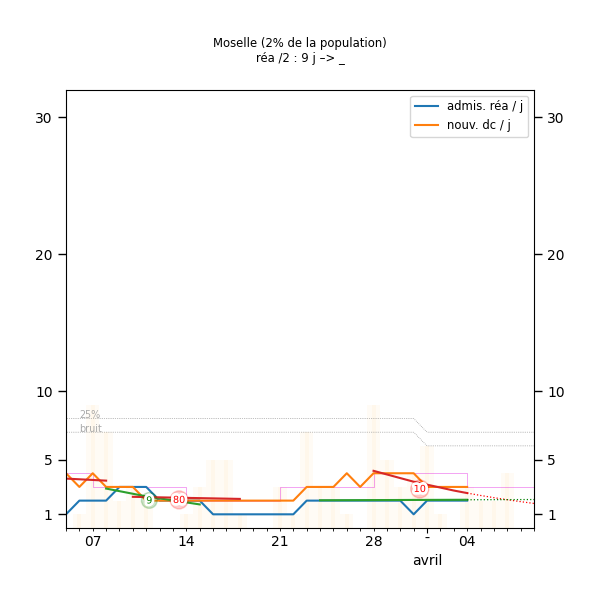 Moselle (2% de la population)
réa /2 : 9 j –> _
admis. réa / j
nouv. dc / j
30 30
20 20
10 10
25%
bruit
5 5
10
9 80
1 1
07 14 21 28 - 04
avril